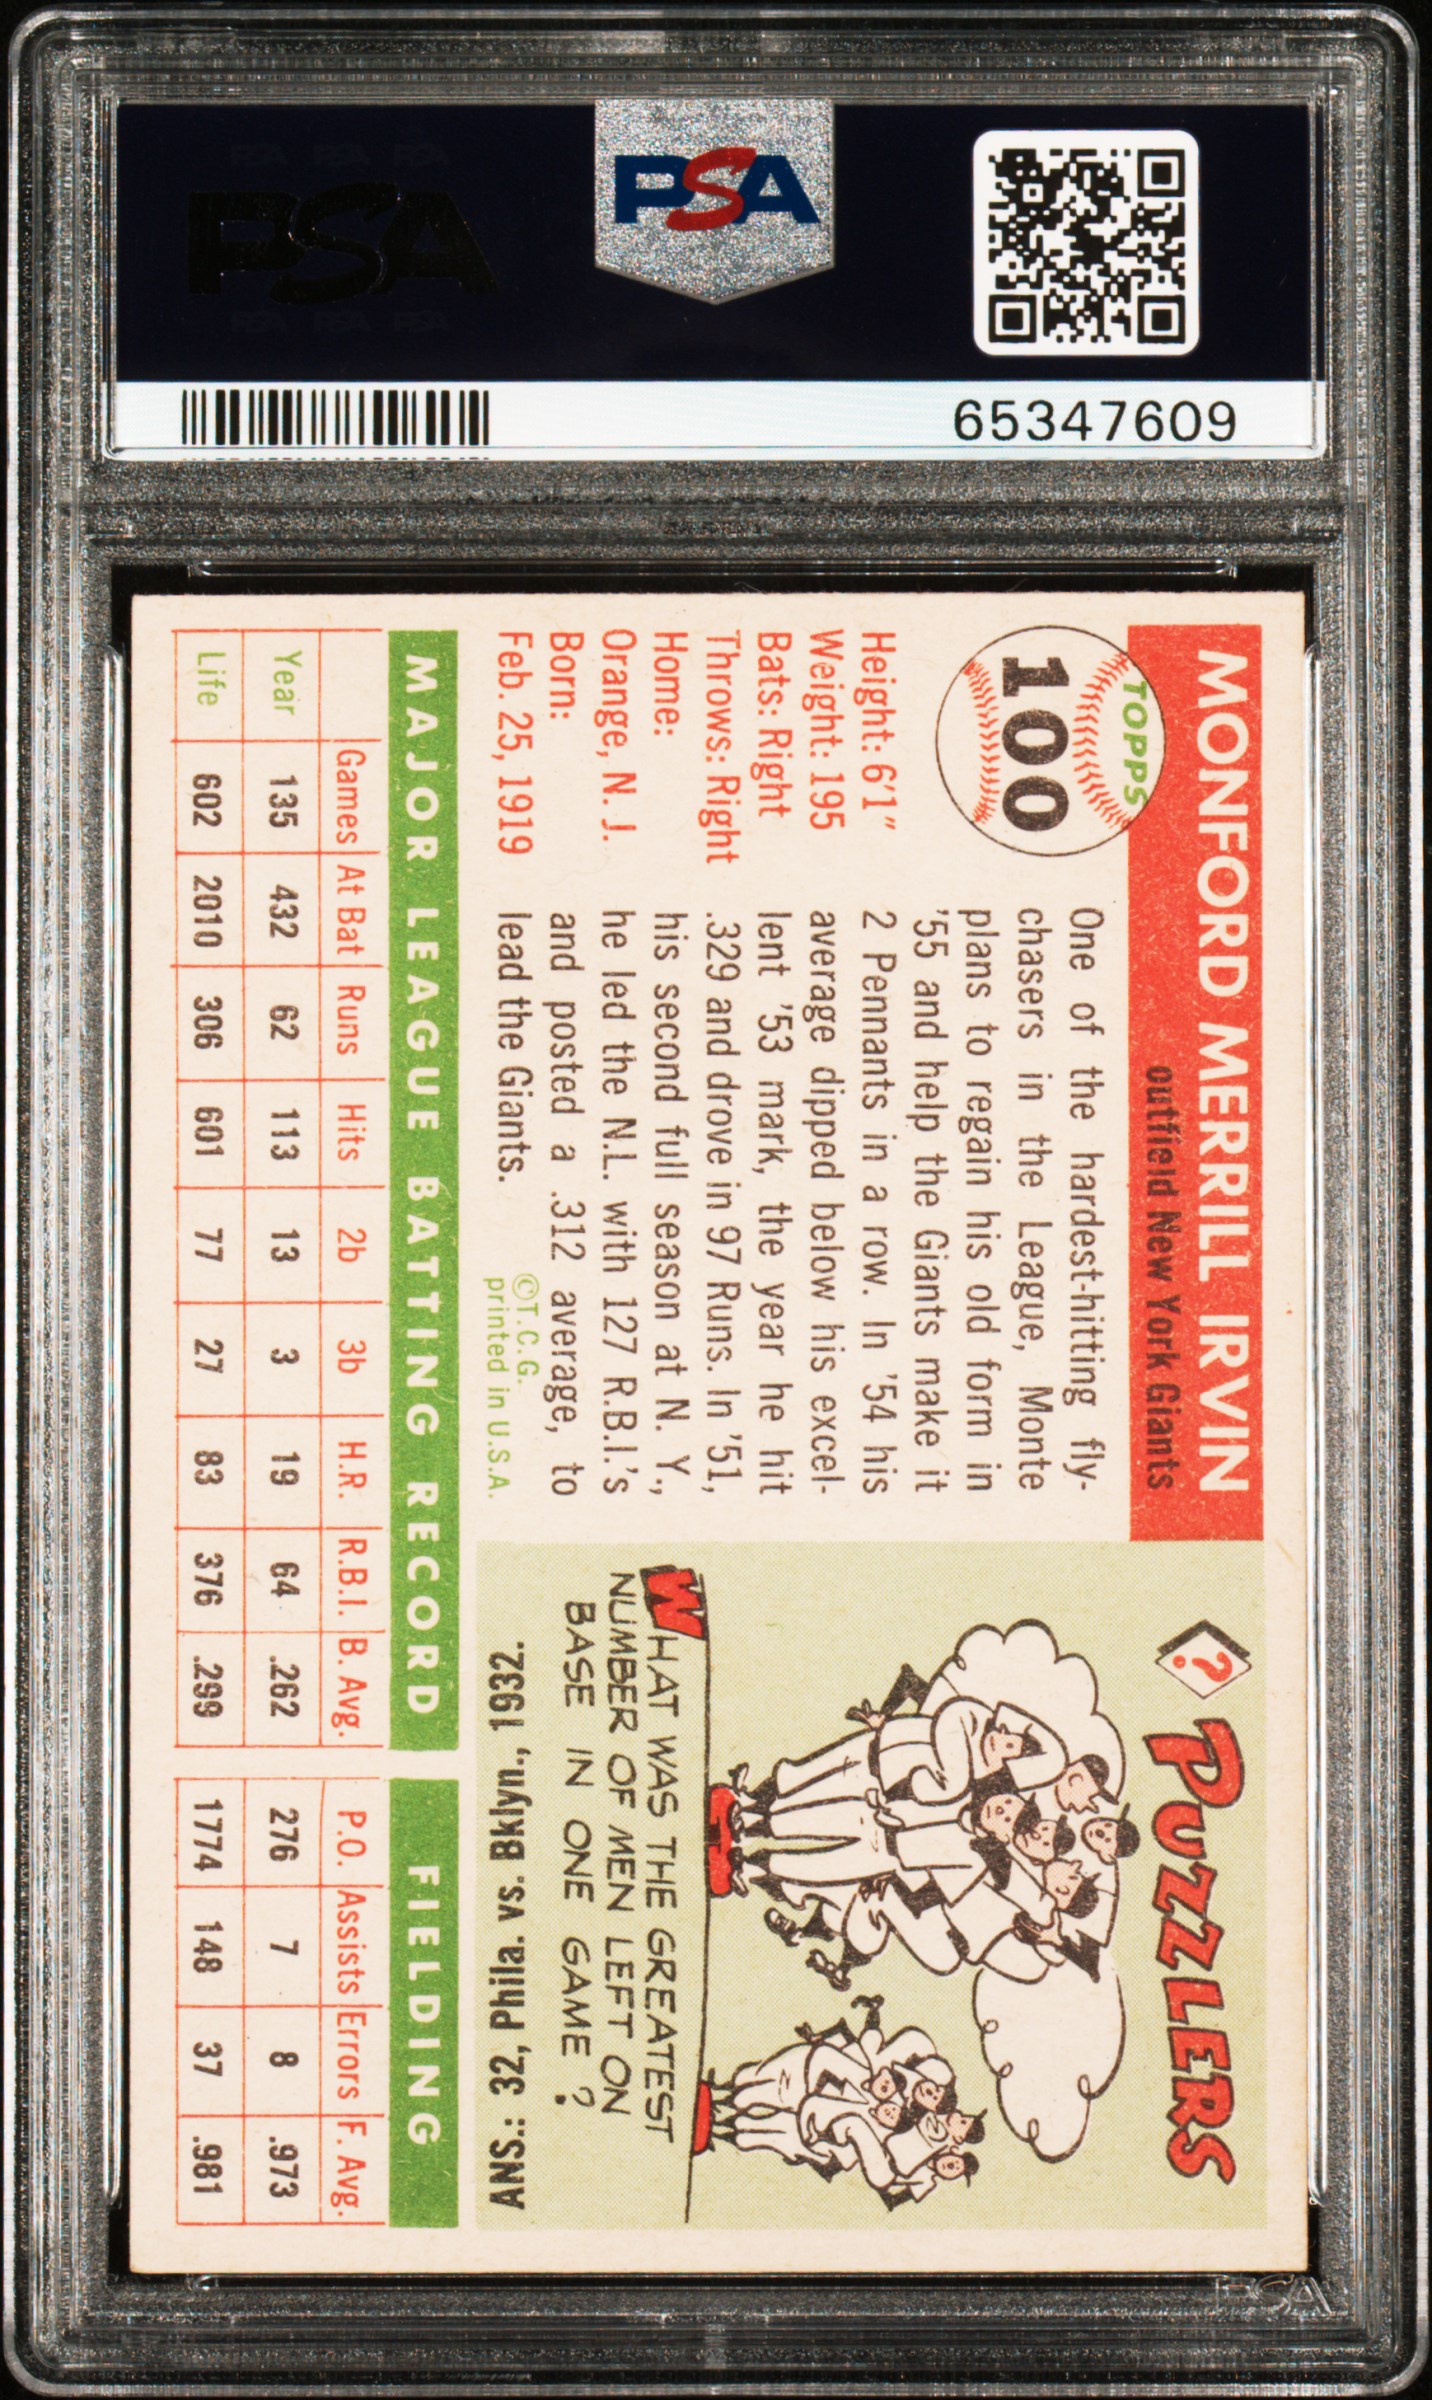 PSA PSA PSA
PSA
PSA PSA PSA
PSA
65347609
MONFORD MERRILL IRVIN
outfield New York Giants
TOPPS
100
Height: 6'1"
Weight: 195
Bats: Right
Throws: Right
Home:
Orange, N. J.
Born:
Feb. 25, 1919
One of the hardest-hitting fly-
chasers in the League, Monte
plans to regain his old form in
'55 and help the Giants make it
2 Pennants in a row. In '54 his
average dipped below his excel-
lent '53 mark, the year he hit
.329 and drove in 97 Runs. In '51,
his second full season at N. Y.,
he led the N.L. with 127 R.B.I.'s
and posted a .312 average, to
lead the Giants.
©T.C.G.
printed in U.S.A.
?
PUZZLERS
WHAT WAS THE GREATEST
NUMBER OF MEN LEFT ON
BASE IN ONE GAME?
ANS.: 32, Phila. vs. Bklyn., 1932.
MAJOR LEAGUE BATTING RECORD FIELDING
Games At Bat Runs Hits 2b 3b H.R. R.B.I. B. Avg. P.O. Assists Errors F. Avg.
Year 135 432 62 113 13 3 19 64 .262 276 7 8 .973
Life 602 2010 306 601 77 27 83 376 .299 1774 148 37 .981
PSA